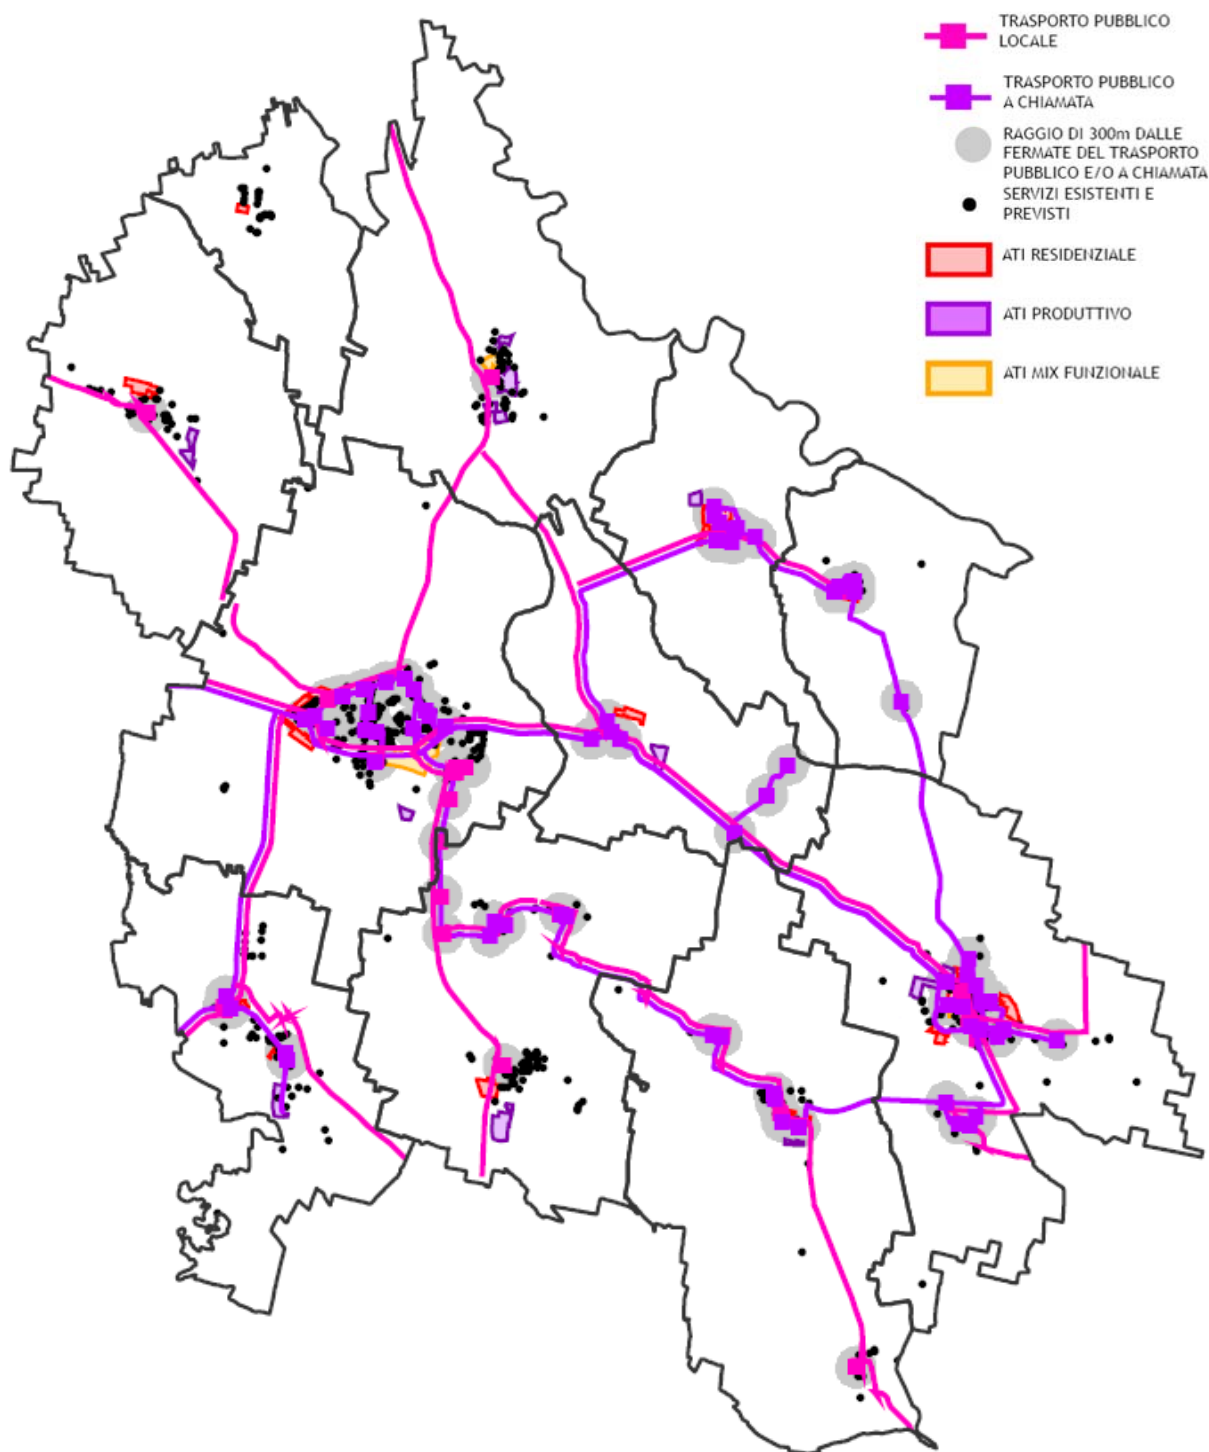 TRASPORTO PUBBLICO
LOCALE
TRASPORTO PUBBLICO
A CHIAMATA
RAGGIO DI 300m DALLE
FERMATE DEL TRASPORTO
PUBBLICO E/O A CHIAMATA
SERVIZI ESISTENTI E
PREVISTI
ATI RESIDENZIALE
ATI PRODUTTIVO
ATI MIX FUNZIONALE